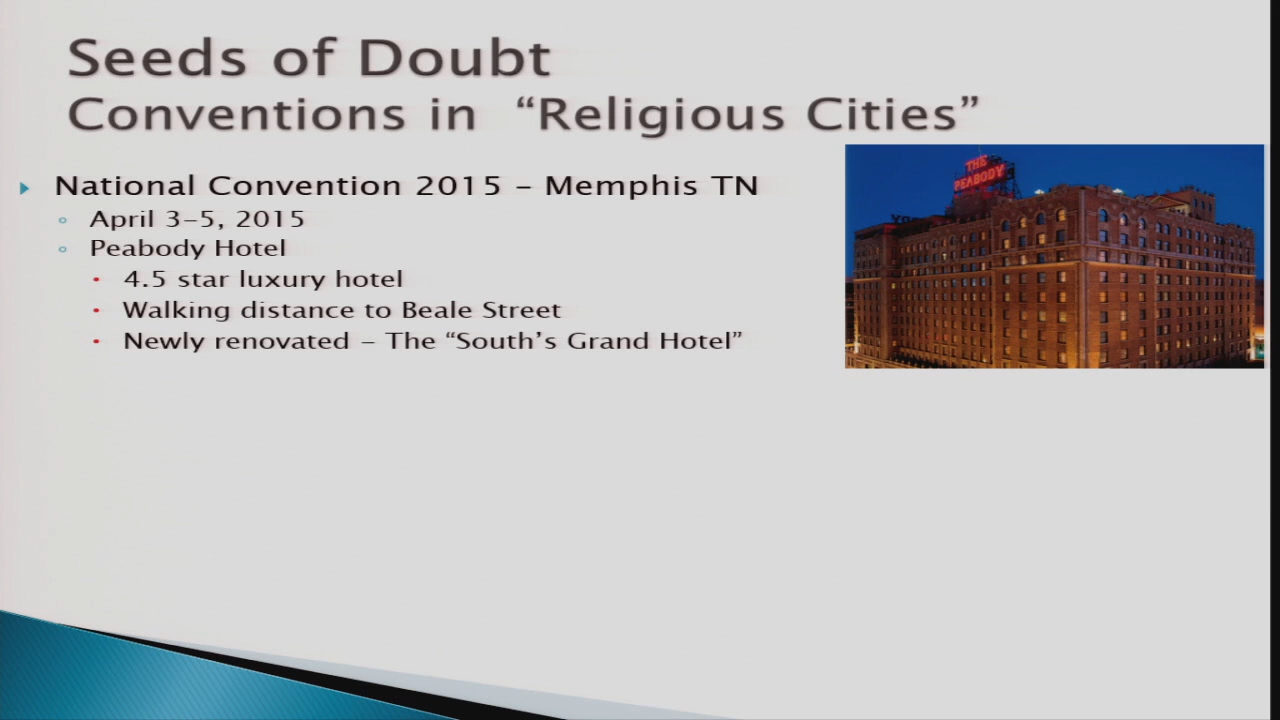 Seeds of Doubt
Conventions in “Religious Cities”
National Convention 2015 – Memphis TN
April 3–5, 2015
Peabody Hotel
4.5 star luxury hotel
Walking distance to Beale Street
Newly renovated – The “South’s Grand Hotel”
THE
PEABODY